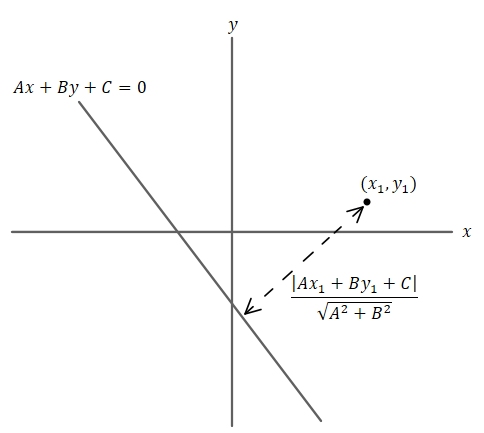 y
Ax + By + C = 0
(x₁, y₁)
x
|Ax₁ + By₁ + C|
√A² + B²